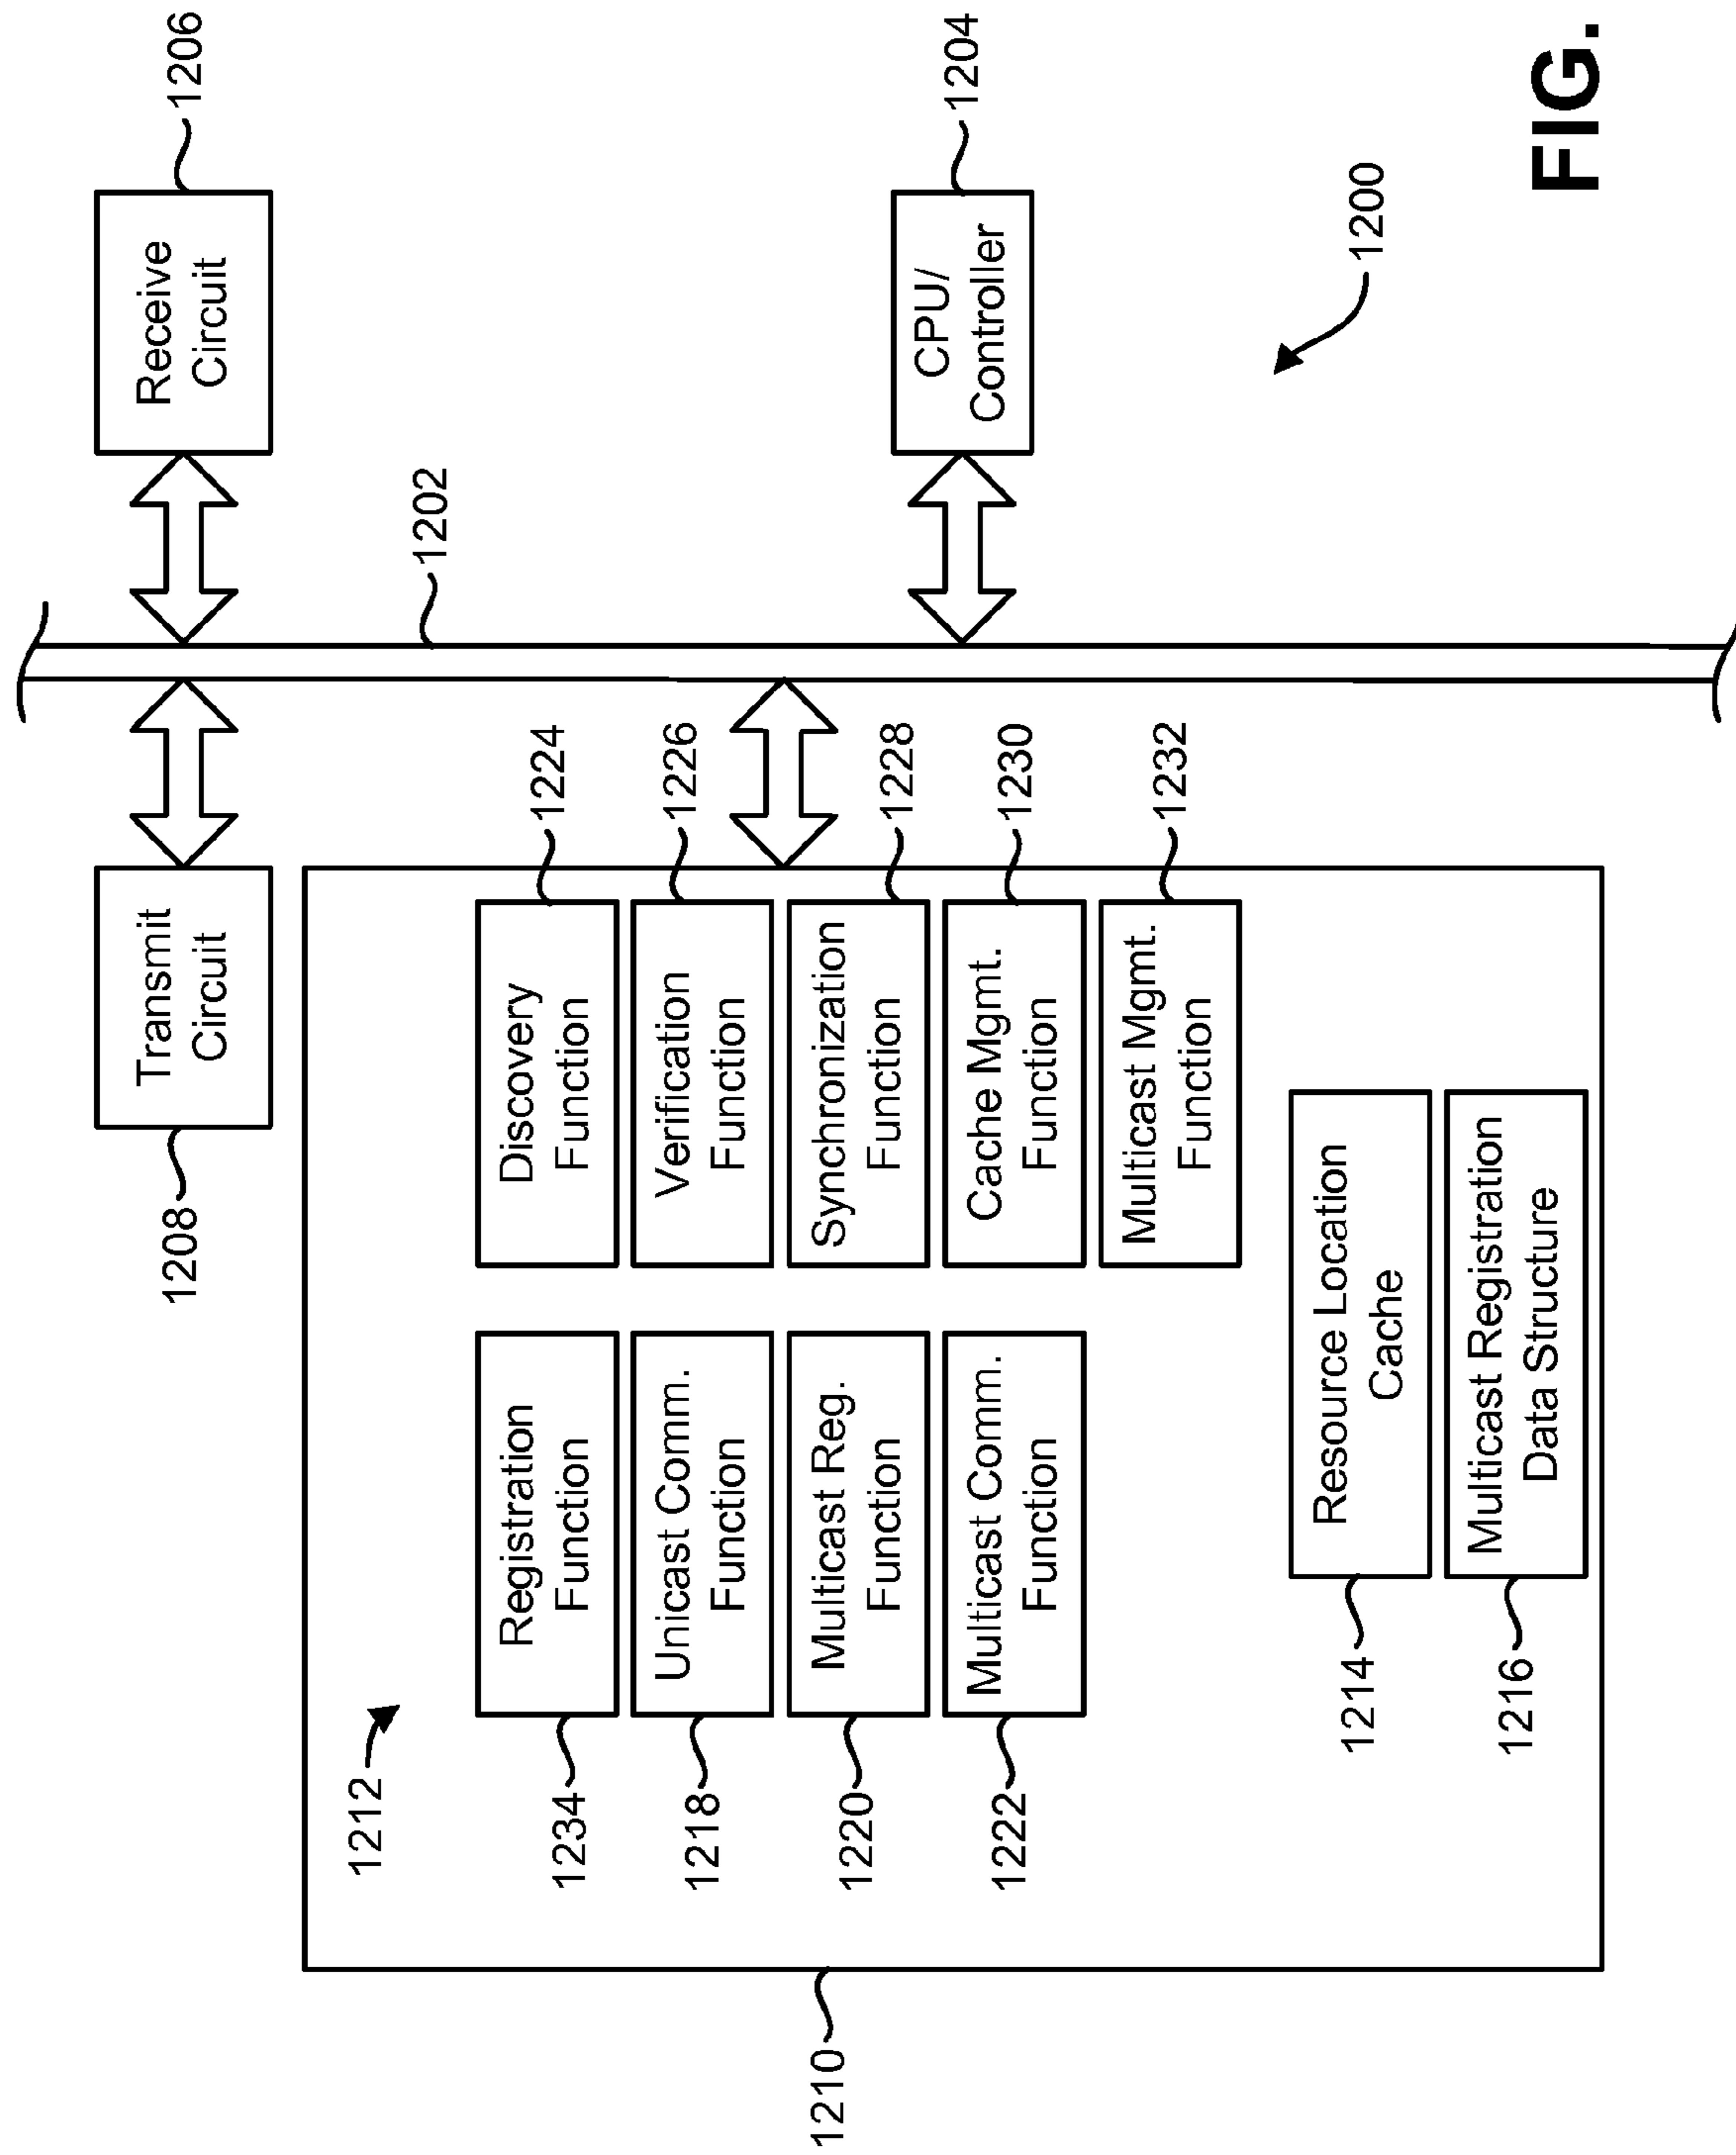 1208
Transmit
Circuit
Receive
Circuit
1206
1202
1210
1212
1234
Registration
Function
1218
Unicast Comm.
Function
1220
Multicast Reg.
Function
1222
Multicast Comm.
Function
Discovery
Function
1224
Verification
Function
1226
Synchronization
Function
1228
Cache Mgmt.
Function
1230
Multicast Mgmt.
Function
1232
1214
Resource Location
Cache
1216
Multicast Registration
Data Structure
CPU/
Controller
1204
1200
FIG.